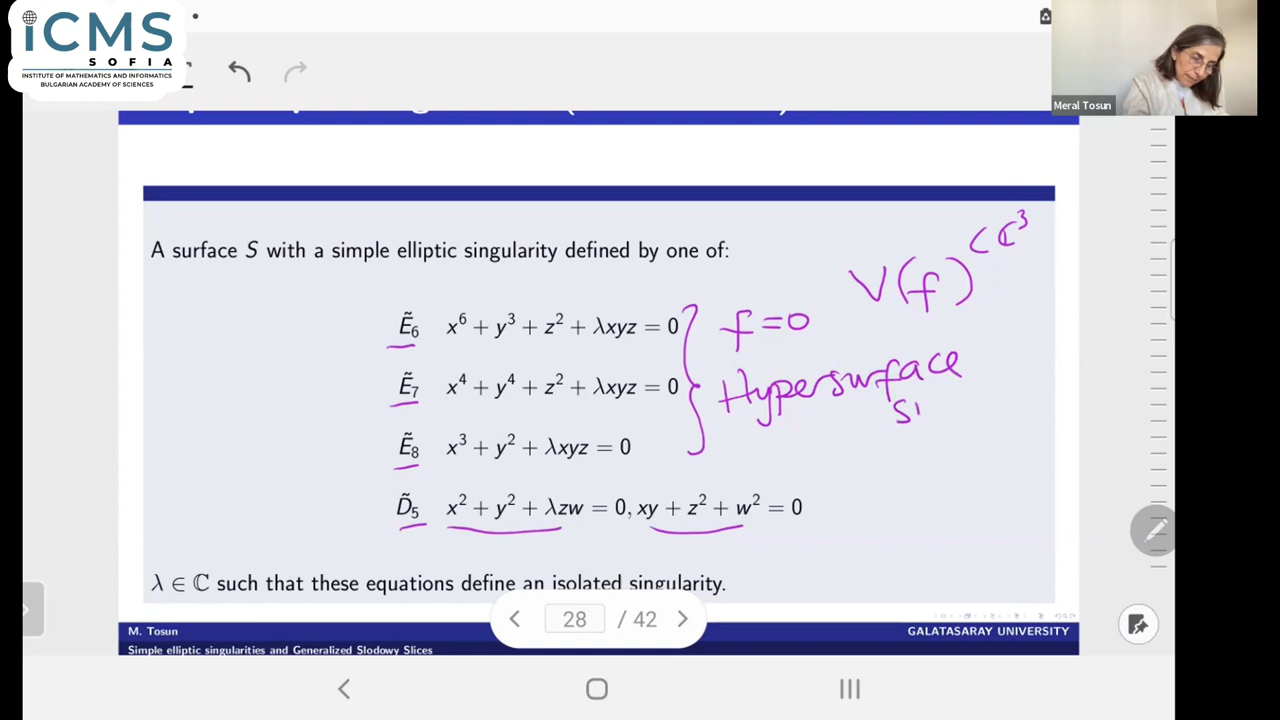 iCMS
SOFIA
INSTITUTE OF MATHEMATICS AND INFORMATICS
BULGARIAN ACADEMY OF SCIENCES
Meral Tosun
A surface S with a simple elliptic singularity defined by one of:
V(f) ⊂ ℂ³
Ẽ₆ x⁶ + y³ + z² + λxyz = 0
f = 0
Ẽ₇ x⁴ + y⁴ + z² + λxyz = 0
Hypersurface
si
Ẽ₈ x³ + y² + λxyz = 0
D̃₅ x² + y² + λzw = 0, xy + z² + w² = 0
λ ∈ ℂ such that these equations define an isolated singularity.
28 / 42
M. Tosun
GALATASARAY UNIVERSITY
Simple elliptic singularities and Generalized Slodowy Slices